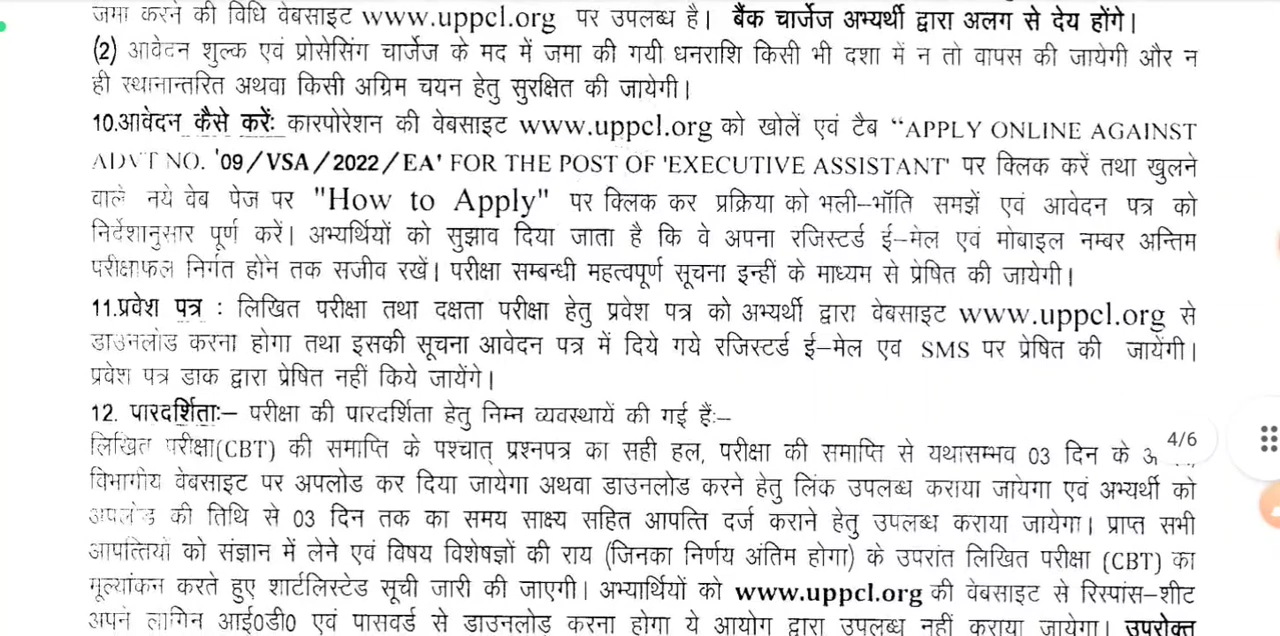 जमा करने की विधि वेबसाइट www.uppcl.org पर उपलब्ध है। बैंक चार्जेज अभ्यर्थी द्वारा अलग से देय होंगे।
(2) आवेदन शुल्क एवं प्रोसेसिंग चार्जेज के मद में जमा की गयी धनराशि किसी भी दशा में न तो वापस की जायेगी और न
ही स्थानान्तरित अथवा किसी अग्रिम चयन हेतु सुरक्षित की जायेगी।
10.आवेदन कैसे करें: कारपोरेशन की वेबसाइट www.uppcl.org को खोलें एवं टैब “APPLY ONLINE AGAINST
ADVT NO. '09/VSA/2022/EA' FOR THE POST OF 'EXECUTIVE ASSISTANT' पर क्लिक करें तथा खुलने
वाले नये वेब पेज पर "How to Apply" पर क्लिक कर प्रक्रिया को भली–भॉति समझें एवं आवेदन पत्र को
निर्देशानुसार पूर्ण करें। अभ्यर्थियों को सुझाव दिया जाता है कि वे अपना रजिस्टर्ड ई–मेल एवं मोबाइल नम्बर अन्तिम
परीक्षाफल निर्गत होने तक सजीव रखें। परीक्षा सम्बन्धी महत्वपूर्ण सूचना इन्हीं के माध्यम से प्रेषित की जायेगी।
11.प्रवेश पत्र : लिखित परीक्षा तथा दक्षता परीक्षा हेतु प्रवेश पत्र को अभ्यर्थी द्वारा वेबसाइट www.uppcl.org से
डाउनलोड करना होगा तथा इसकी सूचना आवेदन पत्र में दिये गये रजिस्टर्ड ई–मेल एव SMS पर प्रेषित की जायेंगी।
प्रवेश पत्र डाक द्वारा प्रेषित नहीं किये जायेंगे।
12. पारदर्शिता:– परीक्षा की पारदर्शिता हेतु निम्न व्यवस्थायें की गई हैं:–
लिखित परीक्षा(CBT) की समाप्ति के पश्चात् प्रश्नपत्र का सही हल, परीक्षा की समाप्ति से यथासम्भव 03 दिन के
4/6
विभागीय वेबसाइट पर अपलोड कर दिया जायेगा अथवा डाउनलोड करने हेतु लिंक उपलब्ध कराया जायेगा एवं अभ्यर्थी को
अपलोड की तिथि से 03 दिन तक का समय साक्ष्य सहित आपत्ति दर्ज कराने हेतु उपलब्ध कराया जायेगा। प्राप्त सभी
आपत्तियों को संज्ञान में लेने एवं विषय विशेषज्ञों की राय (जिनका निर्णय अंतिम होगा) के उपरांत लिखित परीक्षा (CBT) का
मूल्यांकन करते हुए शार्टलिस्टेड सूची जारी की जाएगी। अभ्यार्थियों को www.uppcl.org की वेबसाइट से रिस्पांस–शीट
अपने लागिन आई0डी0 एवं पासवर्ड से डाउनलोड करना होगा ये आयोग द्वारा उपलब्ध नहीं कराया जायेगा। उपरोक्त